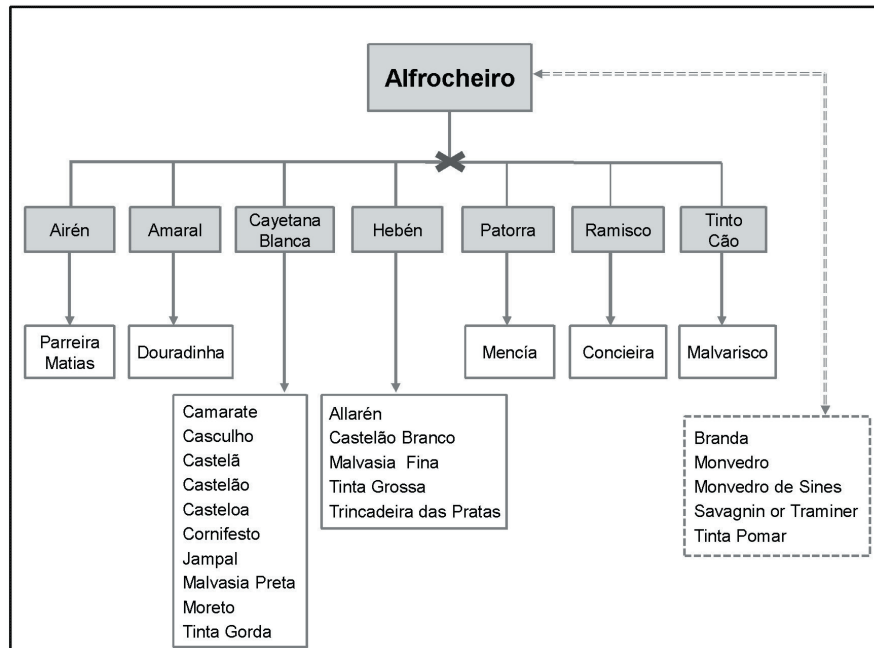 Alfrocheiro
Airén
Amaral
Cayetana
Blanca
Hebén
Patorra
Ramisco
Tinto
Cão
Parreira
Matias
Douradinha
Mencía
Concieira
Malvarisco
Camarate
Casculho
Castelã
Castelão
Casteloa
Cornifesto
Jampal
Malvasia Preta
Moreto
Tinta Gorda
Allarén
Castelão Branco
Malvasia Fina
Tinta Grossa
Trincadeira das Pratas
Branda
Monvedro
Monvedro de Sines
Savagnin or Traminer
Tinta Pomar